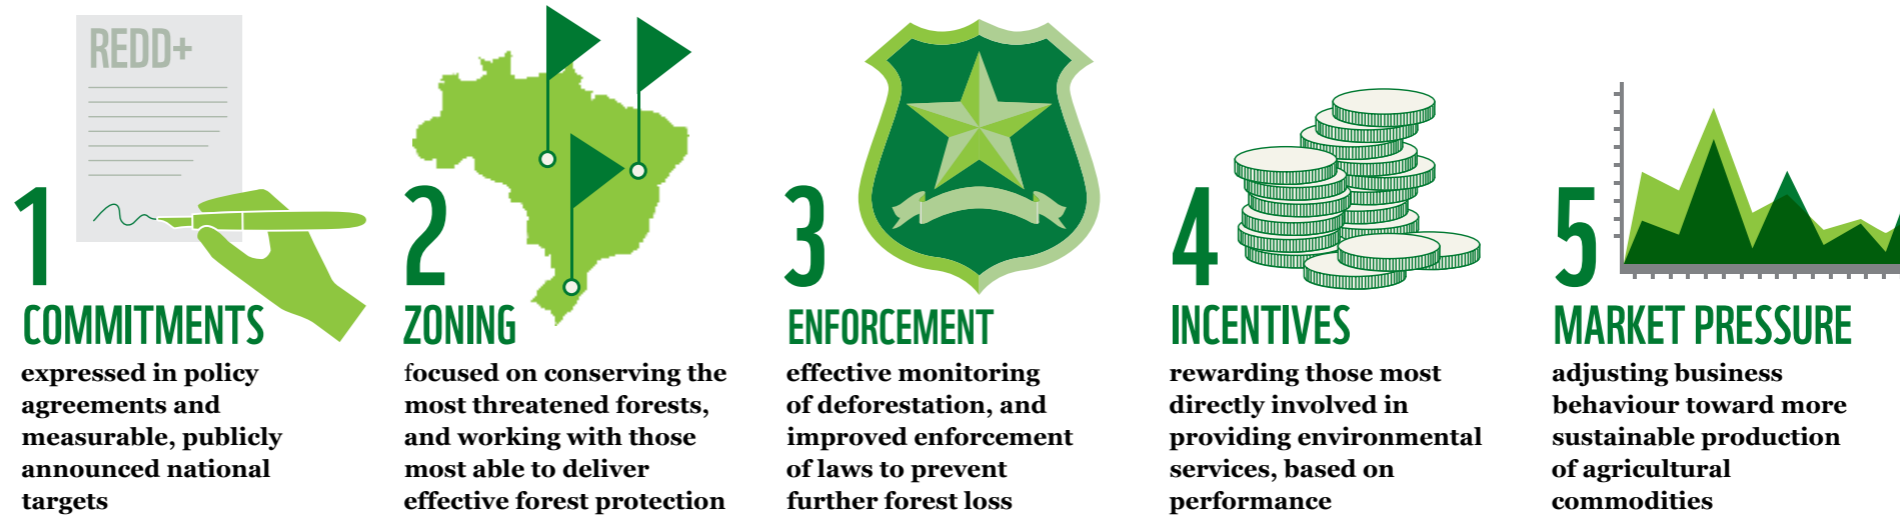 REDD+
1
COMMITMENTS
expressed in policy
agreements and
measurable, publicly
announced national
targets
2
ZONING
focused on conserving the
most threatened forests,
and working with those
most able to deliver
effective forest protection
3
ENFORCEMENT
effective monitoring
of deforestation, and
improved enforcement
of laws to prevent
further forest loss
4
INCENTIVES
rewarding those most
directly involved in
providing environmental
services, based on
performance
5
MARKET PRESSURE
adjusting business
behaviour toward more
sustainable production
of agricultural
commodities